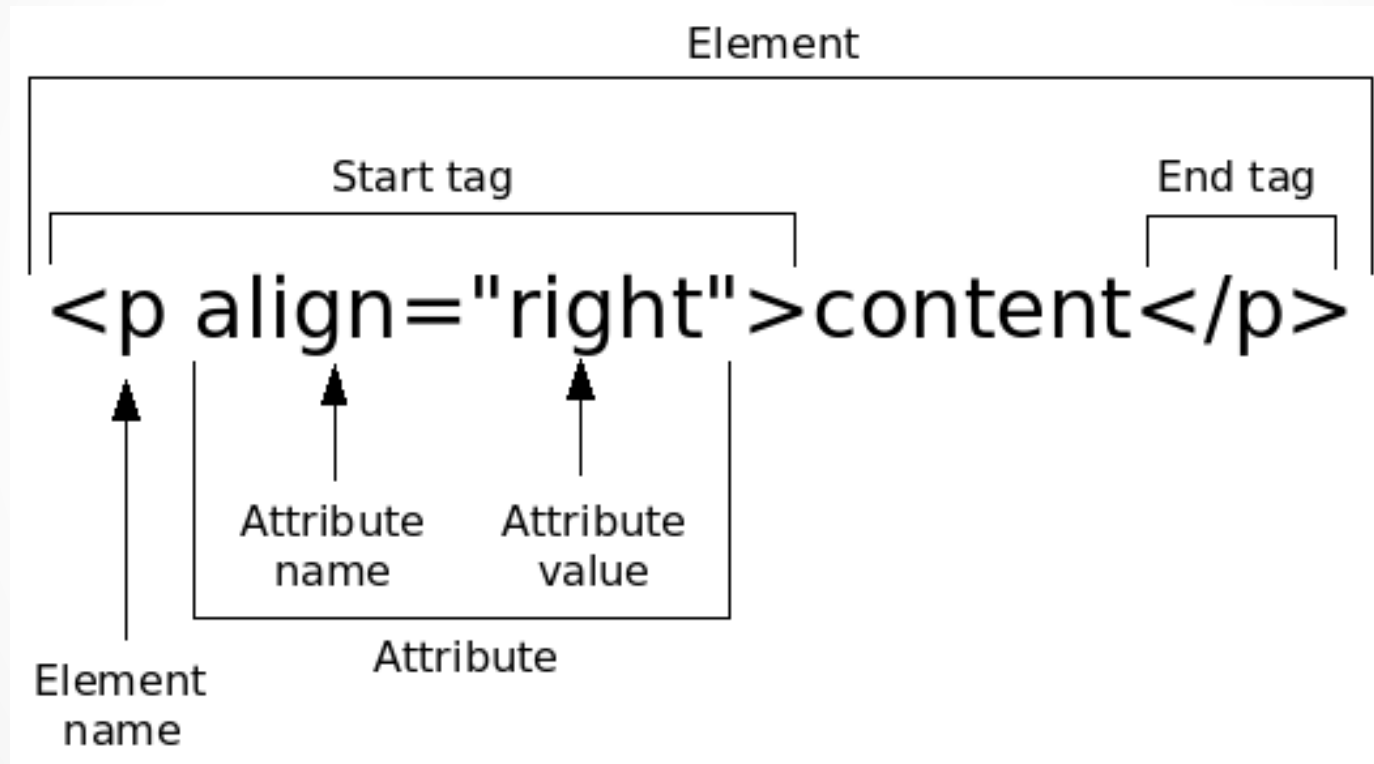 Element
Start tag
End tag
<p align="right">content</p>
Attribute
name
Attribute
value
Attribute
Element
name